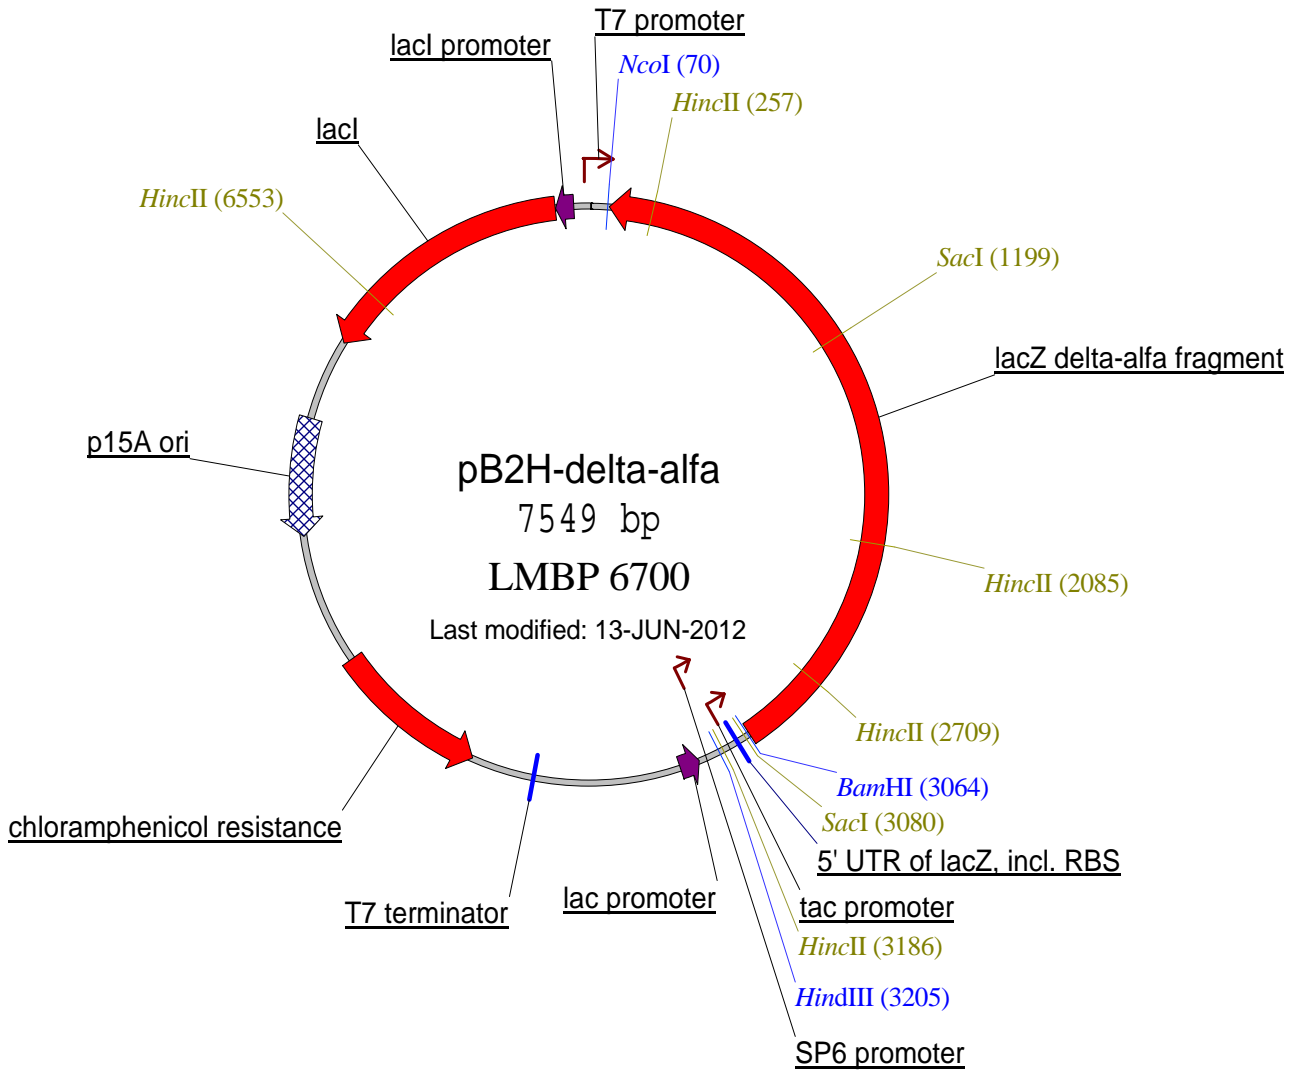 T7 promoter
lacI promoter
NcoI (70)
HincII (257)
lacI
HincII (6553)
SacI (1199)
lacZ delta-alfa fragment
p15A ori
pB2H-delta-alfa
7549 bp
LMBP 6700
Last modified: 13-JUN-2012
HincII (2085)
HincII (2709)
BamHI (3064)
SacI (3080)
chloramphenicol resistance
5' UTR of lacZ, incl. RBS
T7 terminator
lac promoter
tac promoter
HincII (3186)
HindIII (3205)
SP6 promoter